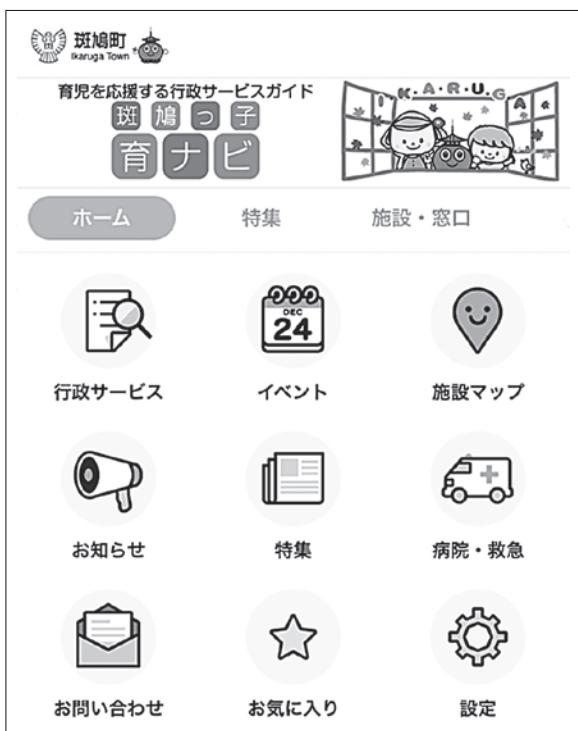 斑鳩町
Ikaruga Town
育児を応援する行政サービスガイド
斑鳩っ子
育ナビ
I・K・A・R・U・G・A
ホーム 特集 施設・窓口
DEC
24
行政サービス イベント 施設マップ
お知らせ 特集 病院・救急
お問い合わせ お気に入り 設定